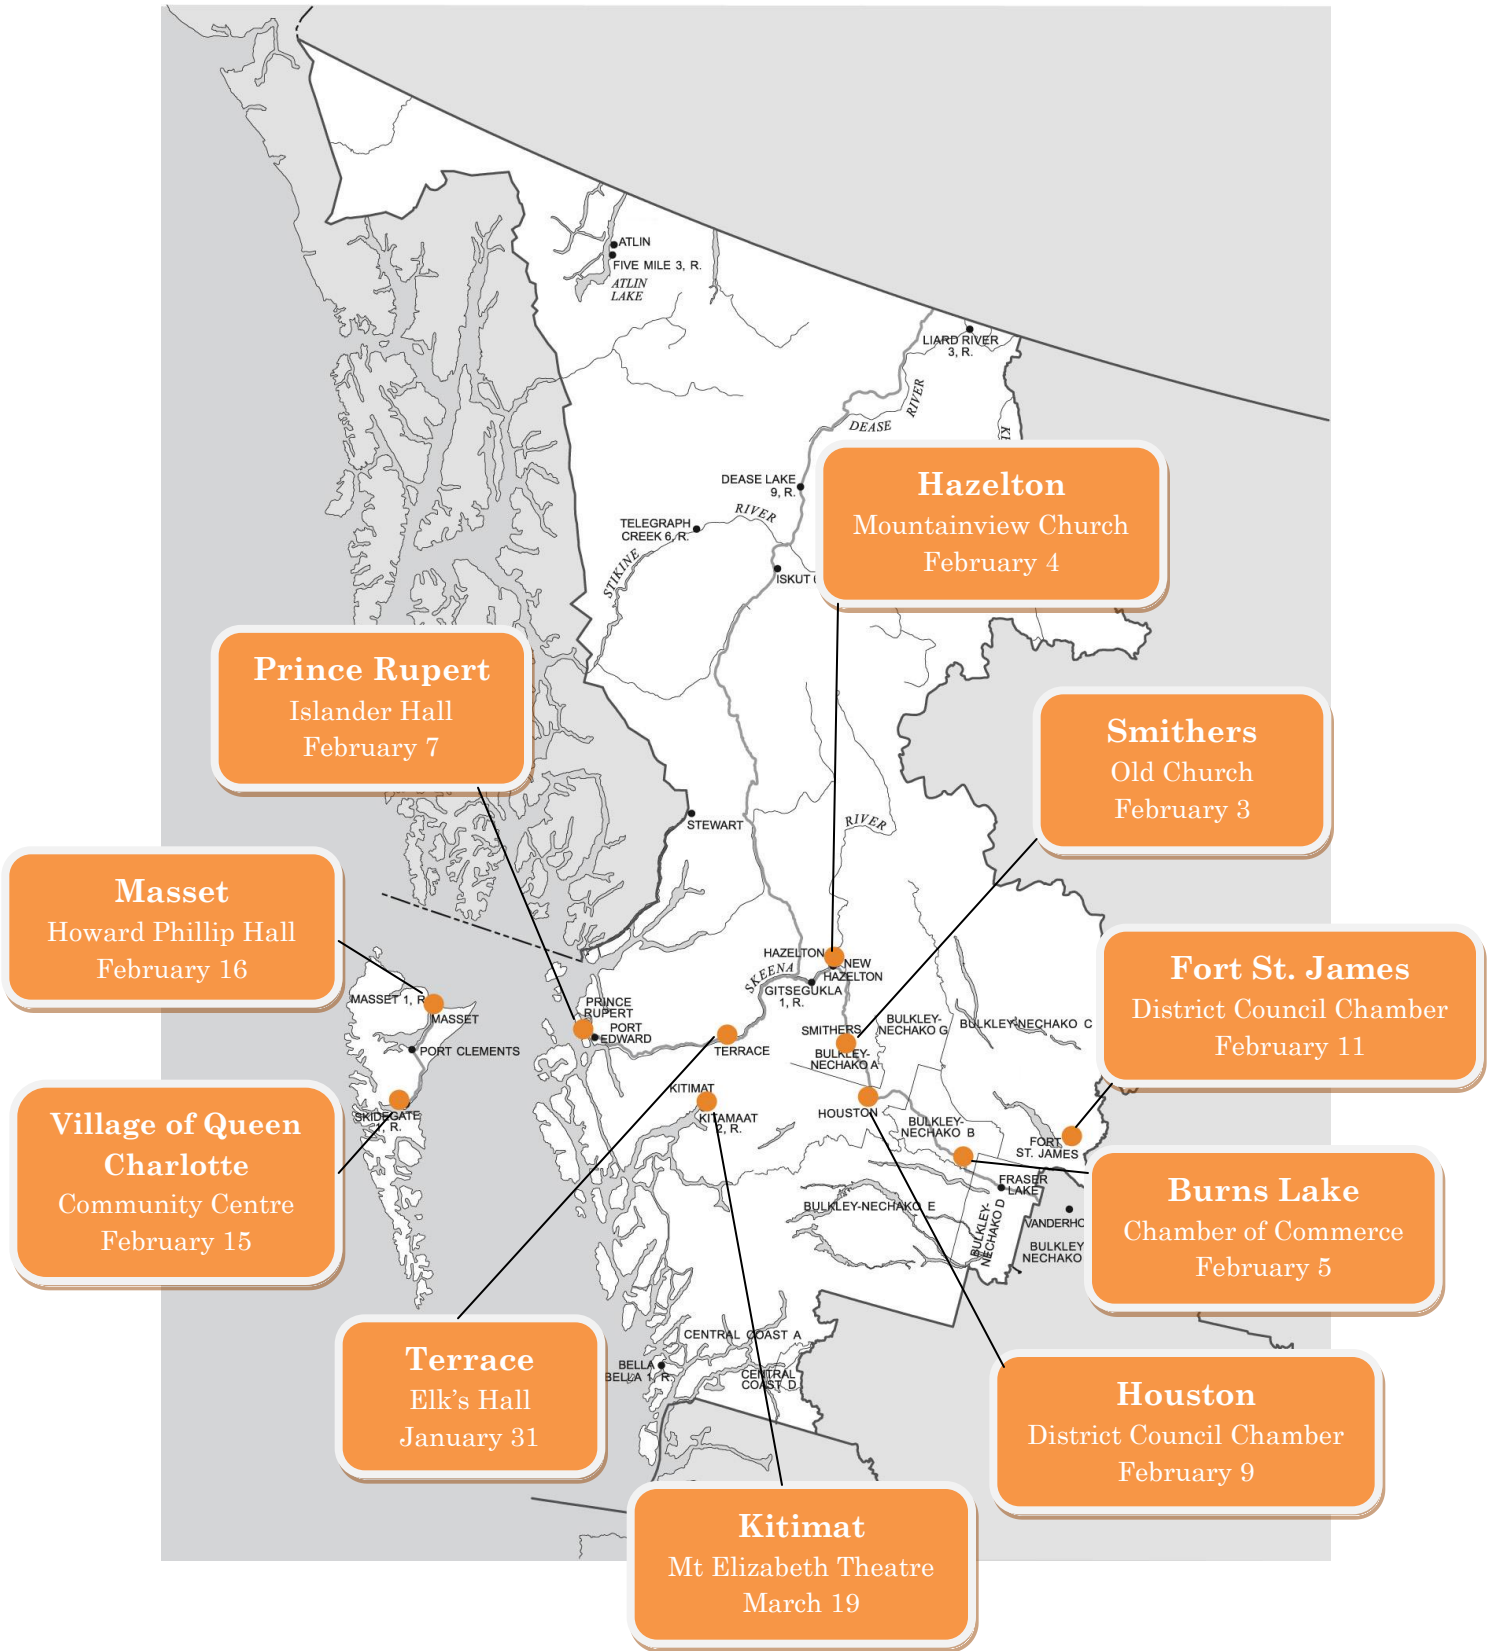 ATLIN
FIVE MILE 3, R.
ATLIN
LAKE
LIARD RIVER
3, R.
DEASE
RIVER
DEASE LAKE
9, R.
TELEGRAPH
CREEK 6, R.
STIKINE
RIVER
ISKUT
Hazelton
Mountainview Church
February 4
Prince Rupert
Islander Hall
February 7
Smithers
Old Church
February 3
STEWART
RIVER
Masset
Howard Phillip Hall
February 16
Fort St. James
District Council Chamber
February 11
HAZELTON
NEW
HAZELTON
SKEENA
GITSEGUKLA
1, R.
MASSET 1, R.
MASSET
PORT CLEMENTS
PRINCE
RUPERT
PORT
EDWARD
TERRACE
SMITHERS
BULKLEY-
NECHAKO G
BULKLEY-NECHAKO C
BULKLEY-
NECHAKO A
KITIMAT
KITAMAAT
2, R.
HOUSTON
BULKLEY-
NECHAKO B
FORT
ST. JAMES
Village of Queen
Charlotte
Community Centre
February 15
SKIDEGATE
1, R.
FRASER
LAKE
BULKLEY-NECHAKO E
BULKLEY-
NECHAKO D
VANDERHO
BULKLEY
NECHAKO
Burns Lake
Chamber of Commerce
February 5
Terrace
Elk's Hall
January 31
CENTRAL COAST A
BELLA
BELLA 1, R.
CENTRAL
COAST D
Houston
District Council Chamber
February 9
Kitimat
Mt Elizabeth Theatre
March 19